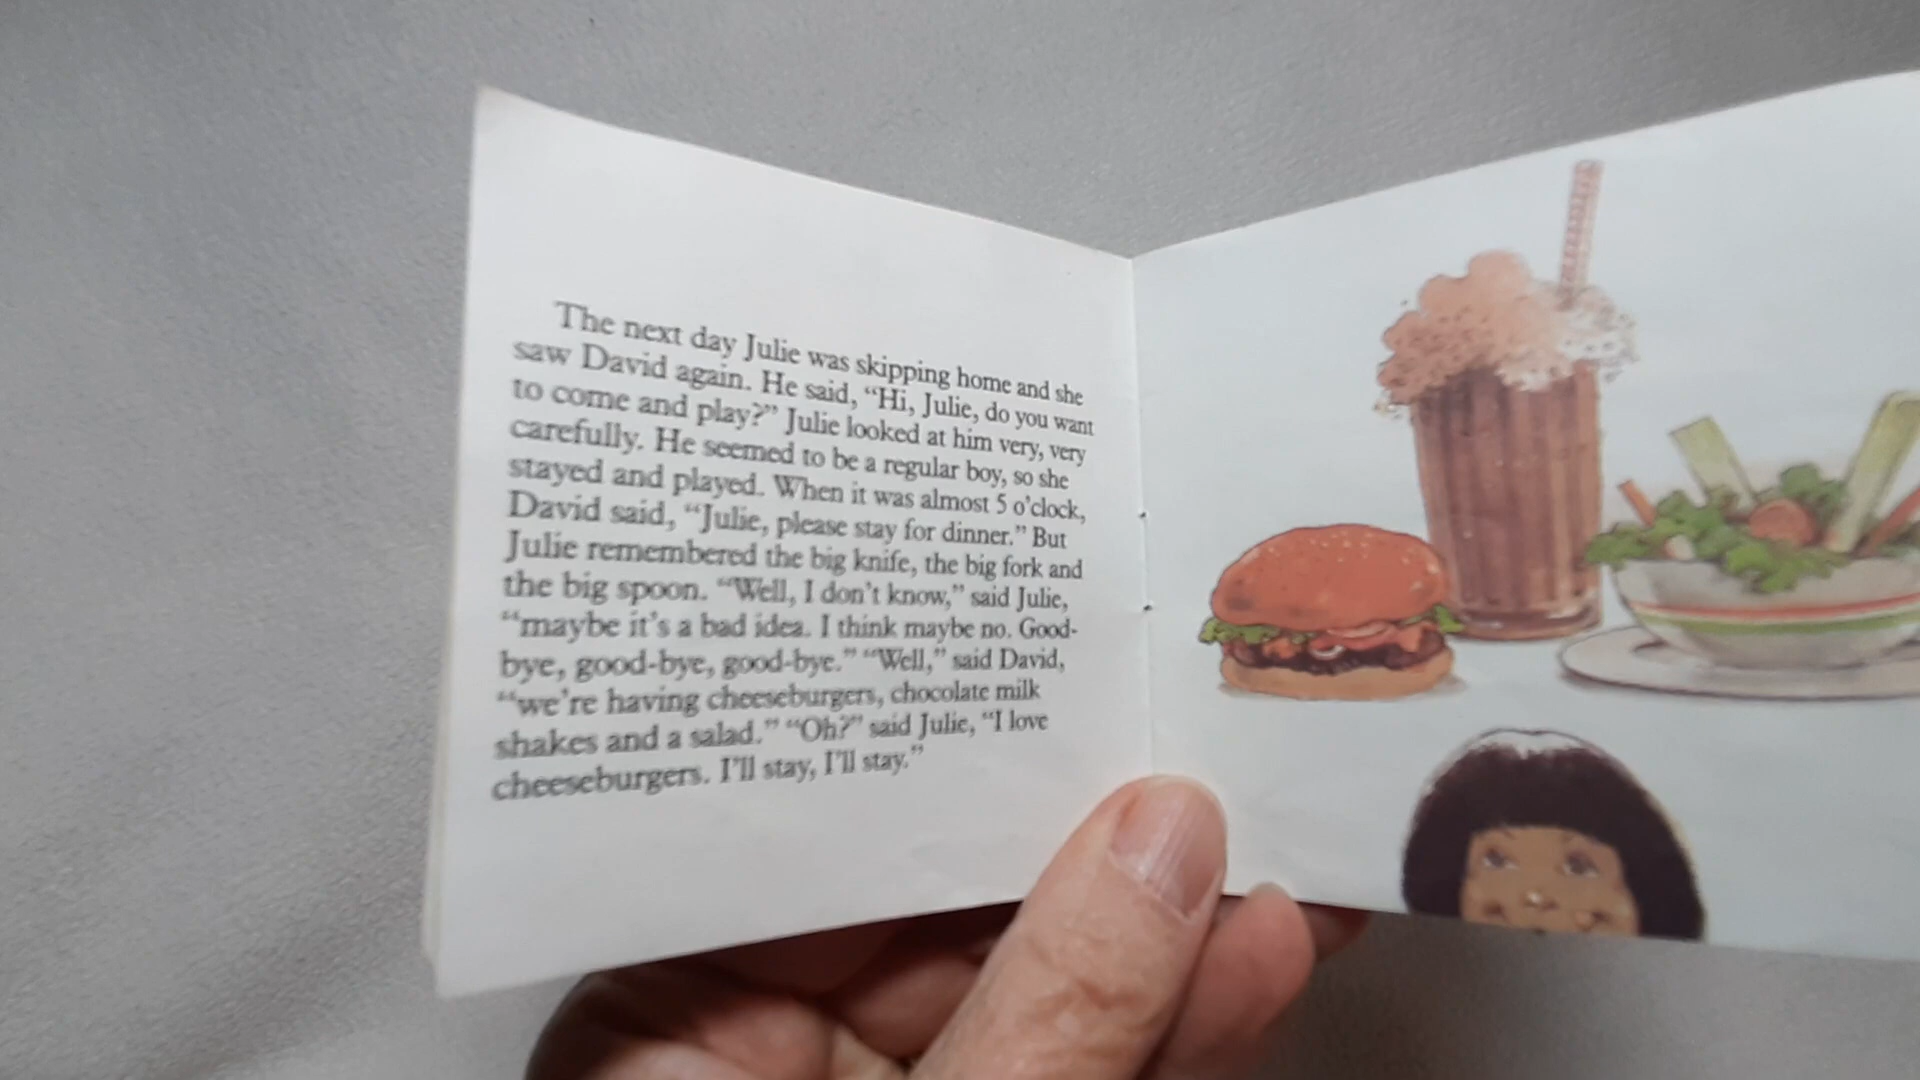 The next day Julie was skipping home and she
saw David again. He said, “Hi, Julie, do you want
to come and play?” Julie looked at him very, very
carefully. He seemed to be a regular boy, so she
stayed and played. When it was almost 5 o’clock,
David said, “Julie, please stay for dinner.” But
Julie remembered the big knife, the big fork and
the big spoon. “Well, I don’t know,” said Julie,
“maybe it’s a bad idea. I think maybe no. Good-
bye, good-bye, good-bye.” “Well,” said David,
“we’re having cheeseburgers, chocolate milk
shakes and a salad.” “Oh?” said Julie, “I love
cheeseburgers. I’ll stay, I’ll stay.”